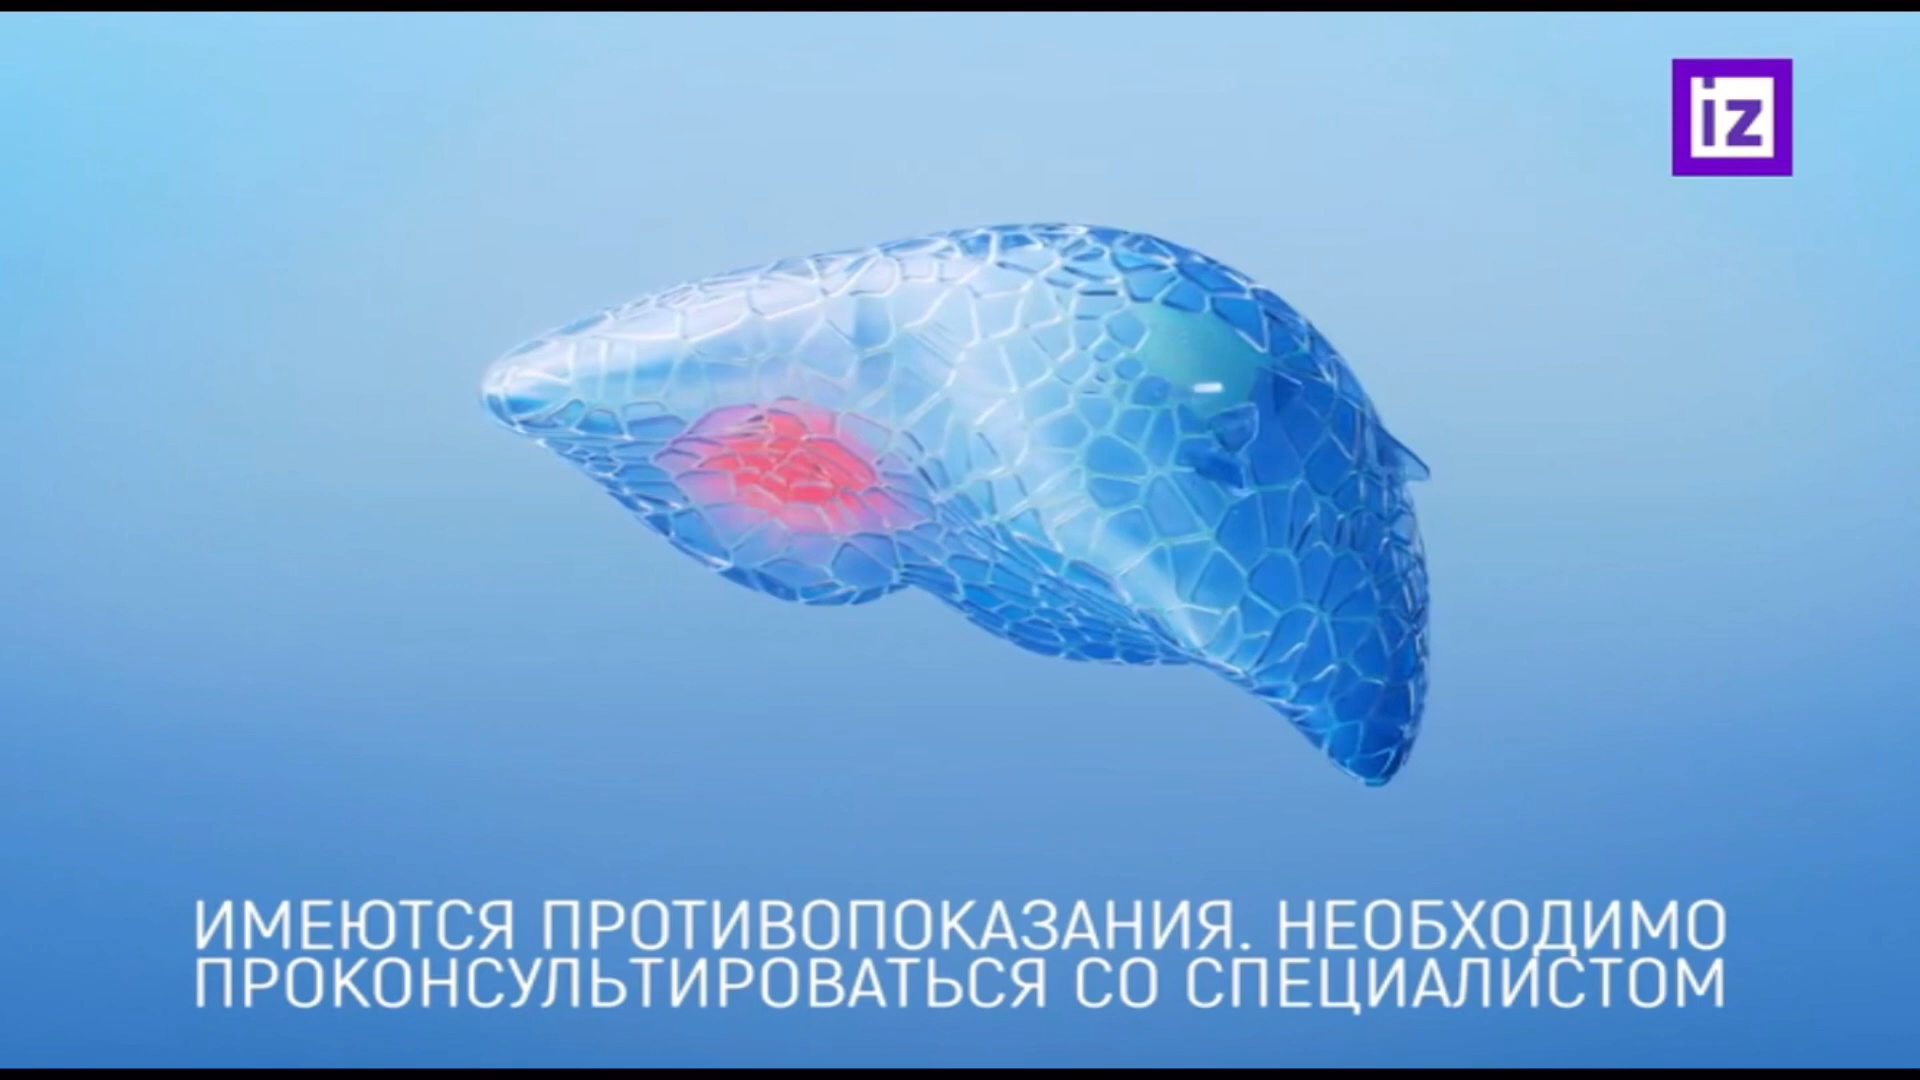 iz
ИМЕЮТСЯ ПРОТИВОПОКАЗАНИЯ. НЕОБХОДИМО
ПРОКОНСУЛЬТИРОВАТЬСЯ СО СПЕЦИАЛИСТОМ